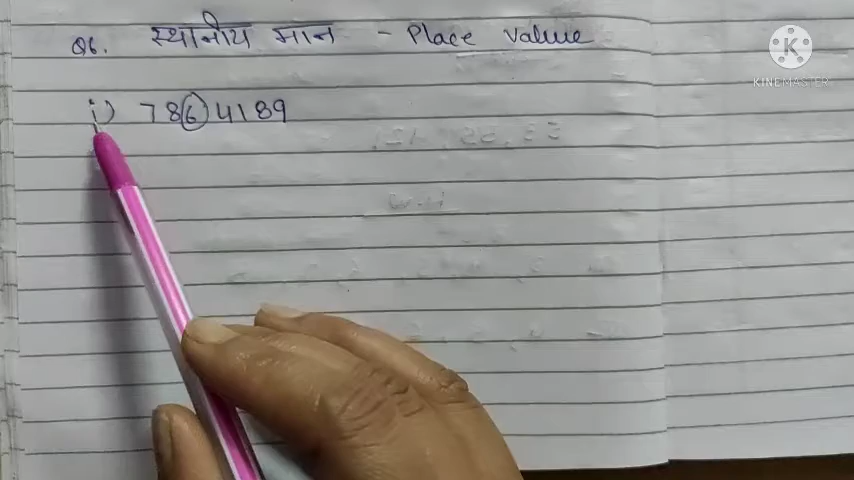 Q6. स्थानीय मान - Place Value
i) 7864189
KINEMASTER